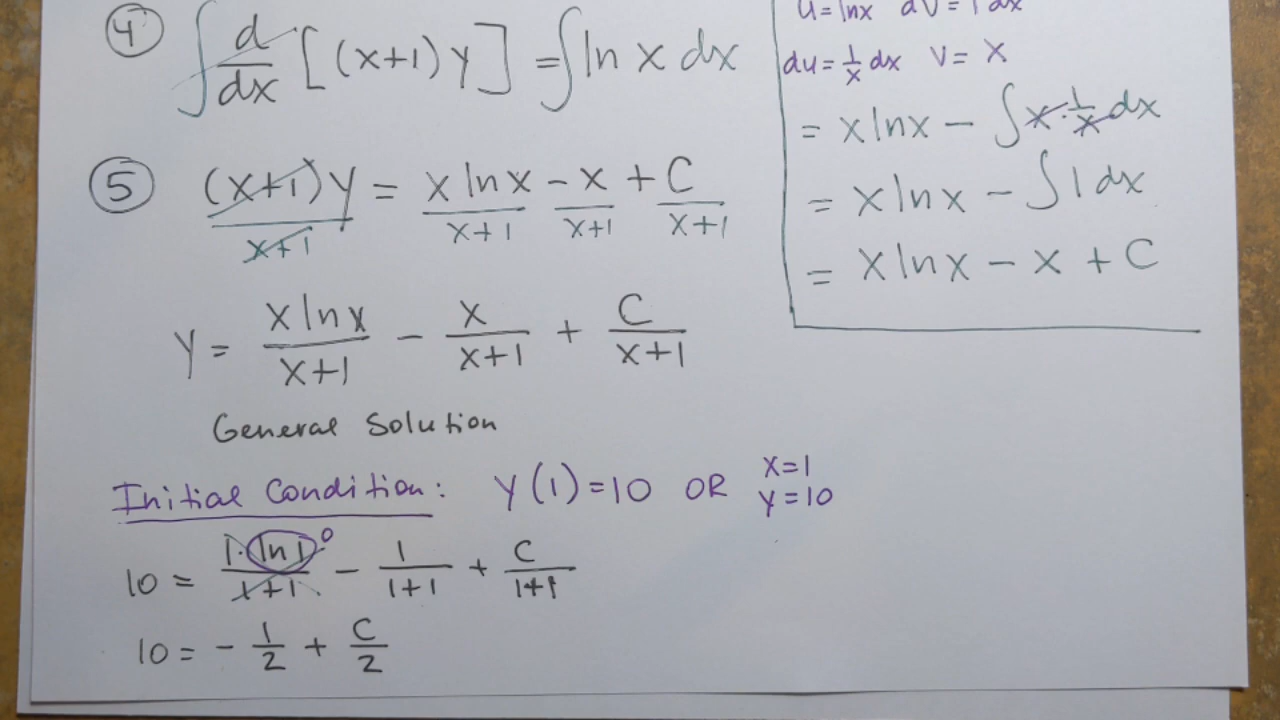 ④ ∫ d/dx [(x+1) y] = ∫ ln x dx
⑤ (x+1)y/(x+1) = x ln x/(x+1) - x/(x+1) + C/(x+1)
y = x ln x/(x+1) - x/(x+1) + C/(x+1)
General Solution
Initial Condition: y(1)=10 OR x=1
y=10
10 = 1·ln 1/(1+1) ⁰ - 1/(1+1) + C/(1+1)
10 = - 1/2 + C/2
u = lnx dv = 1 dx
du = 1/x dx v = x
= x lnx - ∫ x · 1/x dx
= x ln x - ∫ 1 dx
= x ln x - x + C